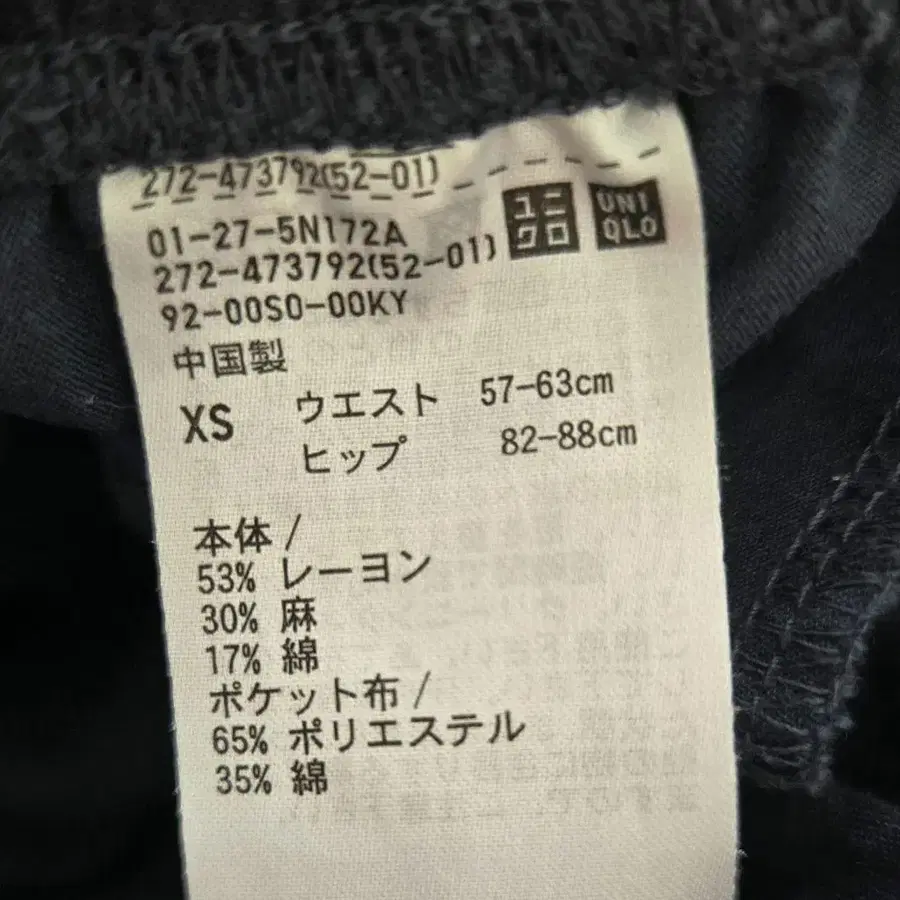 272-473792(52-01)
ユニクロ
UNIQLO
01-27-5N172A
272-473792(52-01)
92-00S0-00KY
中国製
XS ウエスト 57-63cm
ヒップ 82-88cm
本体 /
53% レーヨン
30% 麻
17% 綿
ポケット布 /
65% ポリエステル
35% 綿